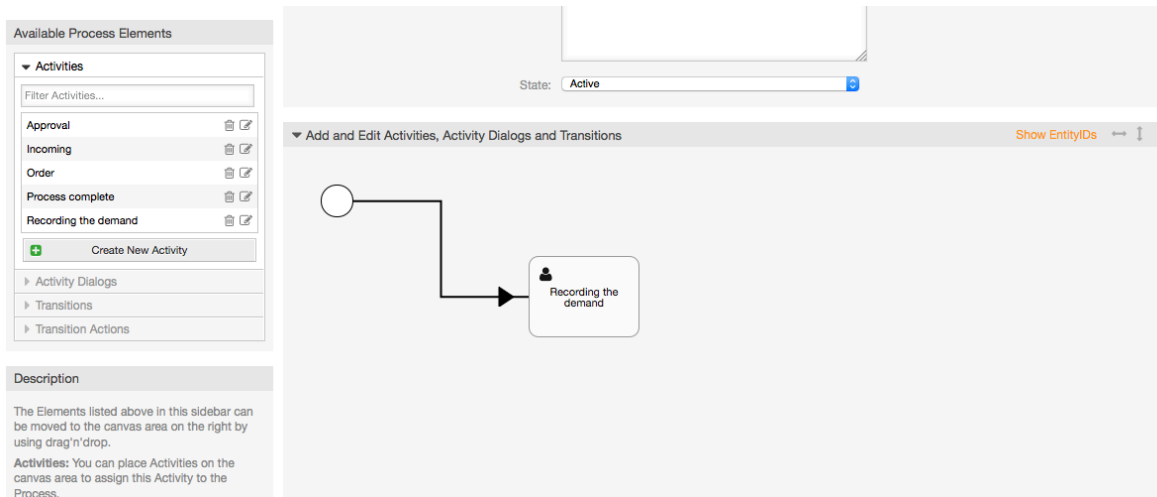 Available Process Elements
Activities
Filter Activities...
Approval
Incoming
Order
Process complete
Recording the demand
Create New Activity
Activity Dialogs
Transitions
Transition Actions
Description
The Elements listed above in this sidebar can
be moved to the canvas area on the right by
using drag'n'drop.
Activities: You can place Activities on the
canvas area to assign this Activity to the
Process.
State: Active
Add and Edit Activities, Activity Dialogs and Transitions
Show EntityIDs
Recording the
demand